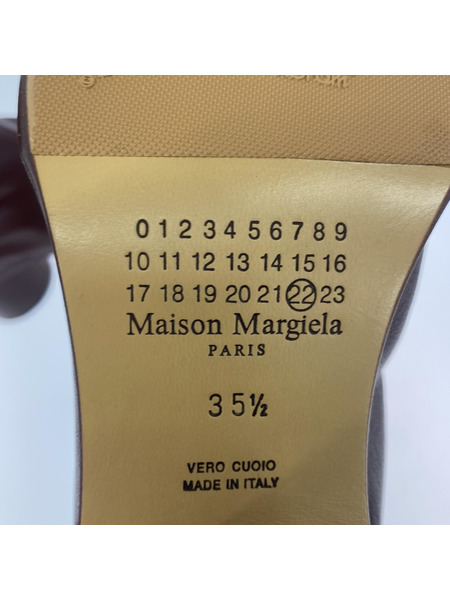 0 1 2 3 4 5 6 7 8 9
10 11 12 13 14 15 16
17 18 19 20 21 22 23
Maison Margiela
PARIS
35½
VERO CUOIO
MADE IN ITALY